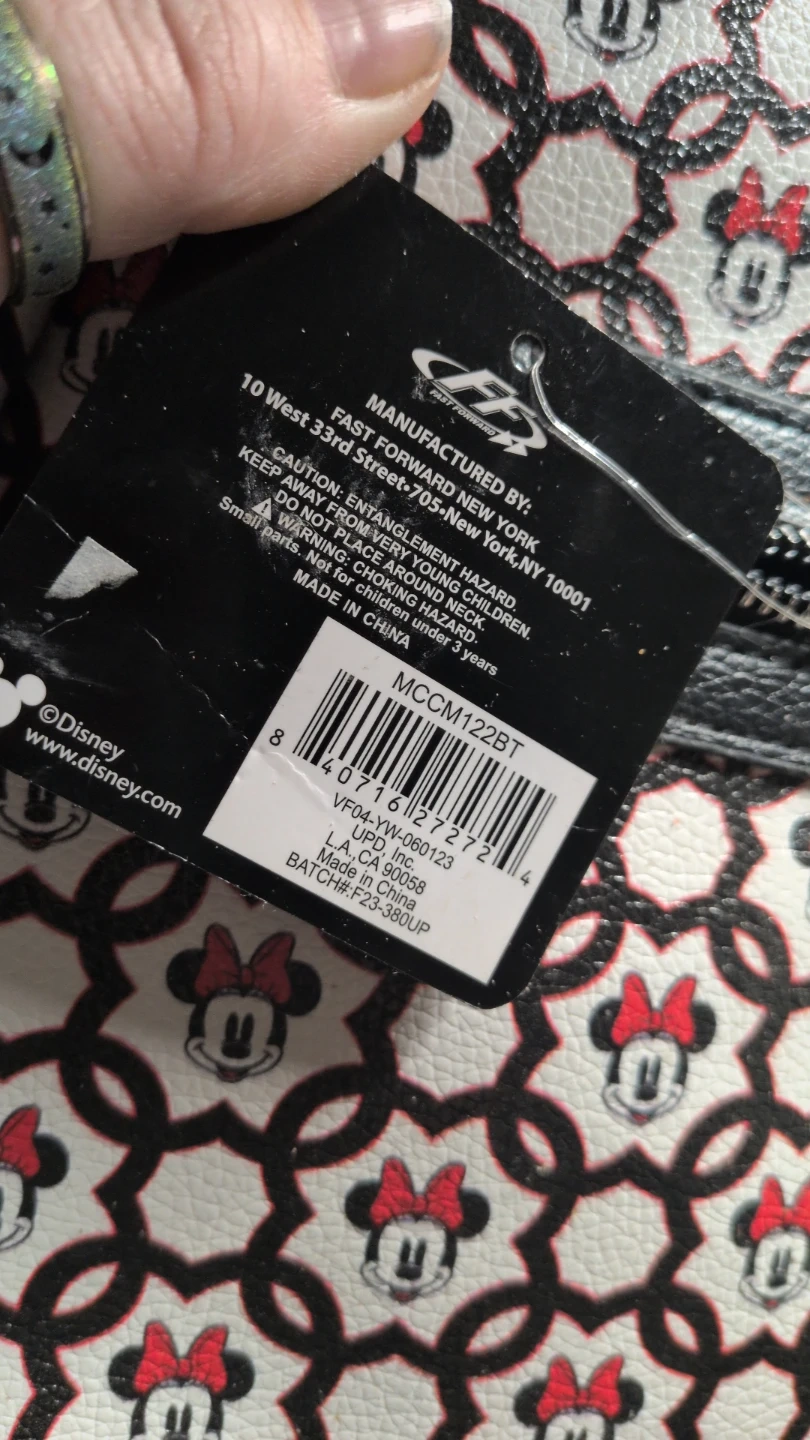 FF
FAST FORWARD
MANUFACTURED BY:
FAST FORWARD NEW YORK
10 West 33rd Street•705•New York,NY 10001
CAUTION: ENTANGLEMENT HAZARD.
KEEP AWAY FROM VERY YOUNG CHILDREN.
DO NOT PLACE AROUND NECK
WARNING: CHOKING HAZARD.
Small parts. Not for children under 3 years
MADE IN CHINA
©Disney
www.disney.com
MCCM122BT
8 40716 27272 4
VF04-YW-060123
UPD, Inc.
L.A, CA 90058
Made in China
BATCH#:F23-380UP